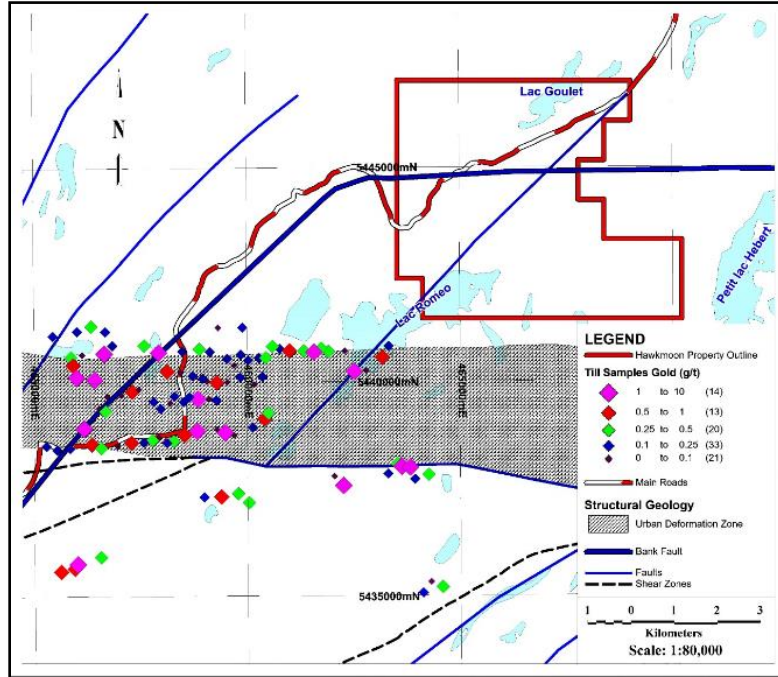 N
Lac Goulet
5445000mN
Petit lac Hebert
Lac Romeo
5440000mN
465000mE
5435000mN
LEGEND
Hawkmoon Property Outline
Till Samples Gold (g/t)
1 to 10 (14)
0.5 to 1 (13)
0.25 to 0.5 (20)
0.1 to 0.25 (33)
0 to 0.1 (21)
Main Roads
Structural Geology
Urban Deformation Zone
Bank Fault
Faults
Shear Zones
1 0 1 2 3
Kilometers
Scale: 1:80,000